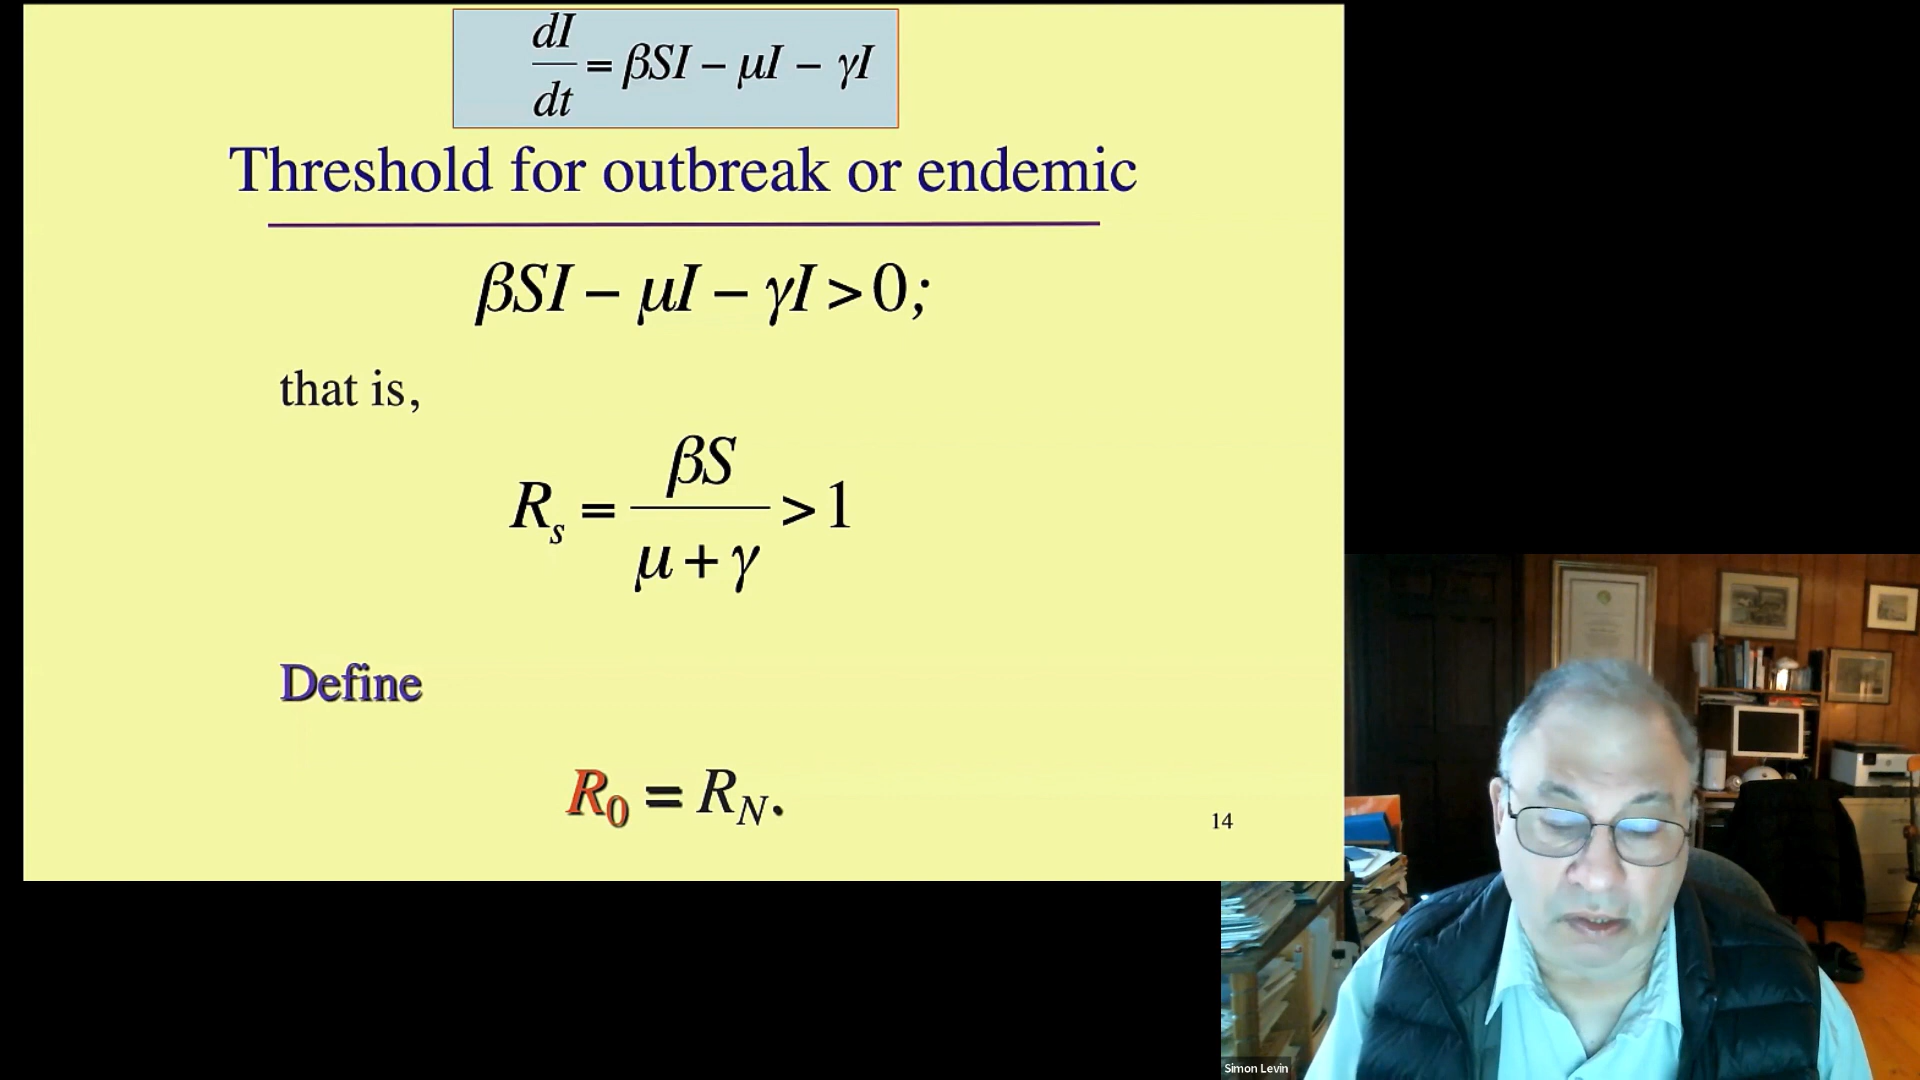 dI/dt = βSI − μI − γI
Threshold for outbreak or endemic
βSI − μI − γI > 0;
that is,
Rₛ = βS/(μ + γ) > 1
Define
R₀ = R_N.
14
Simon Levin